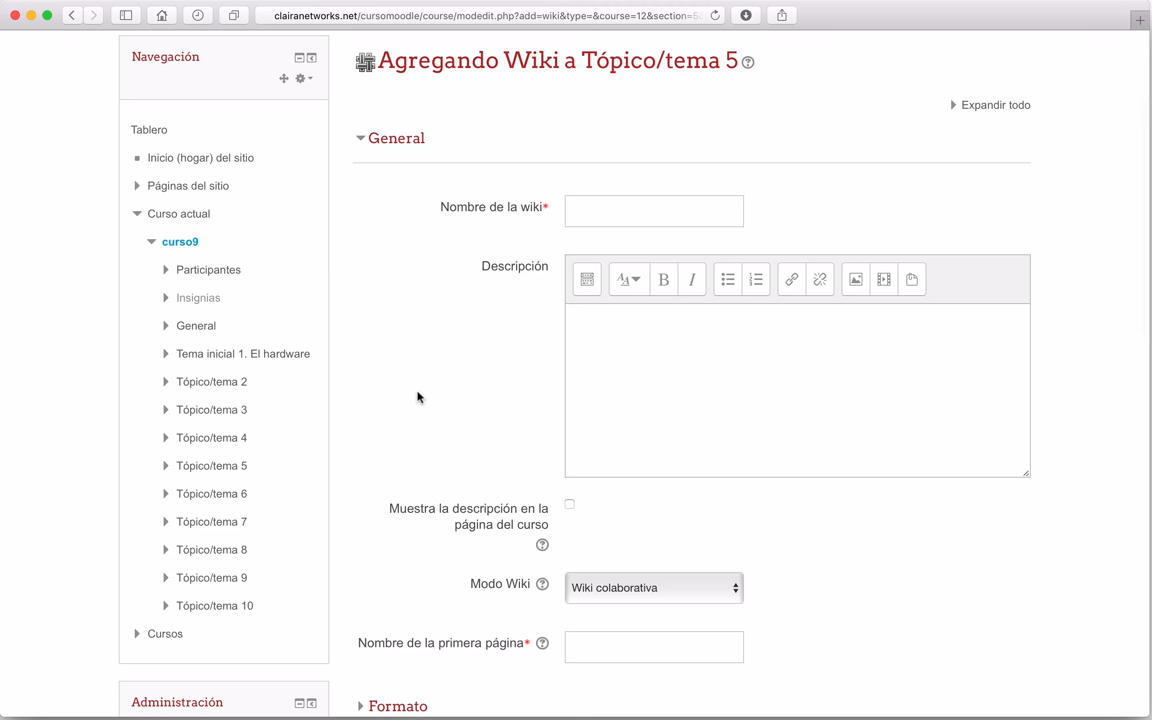 clairanetworks.net/cursomoodle/course/modedit.php?add=wiki&type=&course=12&section=5
Navegación
Tablero
Inicio (hogar) del sitio
Páginas del sitio
Curso actual
curso9
Participantes
Insignias
General
Tema inicial 1. El hardware
Tópico/tema 2
Tópico/tema 3
Tópico/tema 4
Tópico/tema 5
Tópico/tema 6
Tópico/tema 7
Tópico/tema 8
Tópico/tema 9
Tópico/tema 10
Cursos
Administración
Agregando Wiki a Tópico/tema 5
Expandir todo
General
Nombre de la wiki*
Descripción
Muestra la descripción en la
página del curso
Modo Wiki
Wiki colaborativa
Nombre de la primera página*
Formato